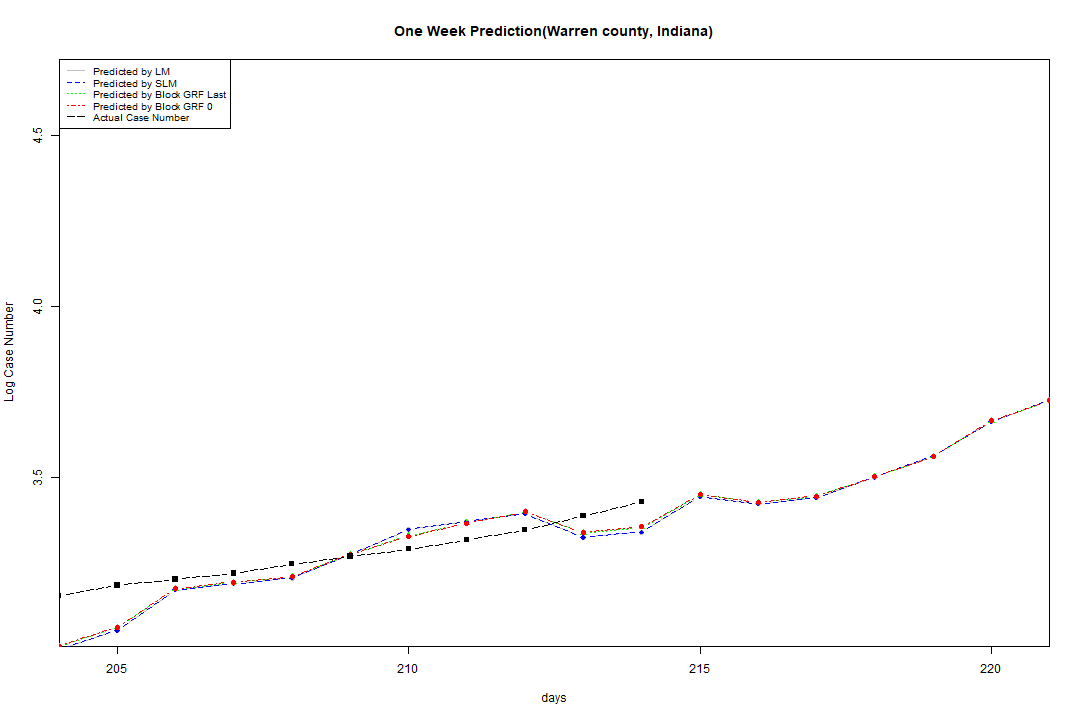 One Week Prediction(Warren county, Indiana)
Predicted by LM
Predicted by SLM
Predicted by Block GRF Last
Predicted by Block GRF 0
Actual Case Number
4.5
4.0
3.5
Log Case Number
205
210
215
220
days